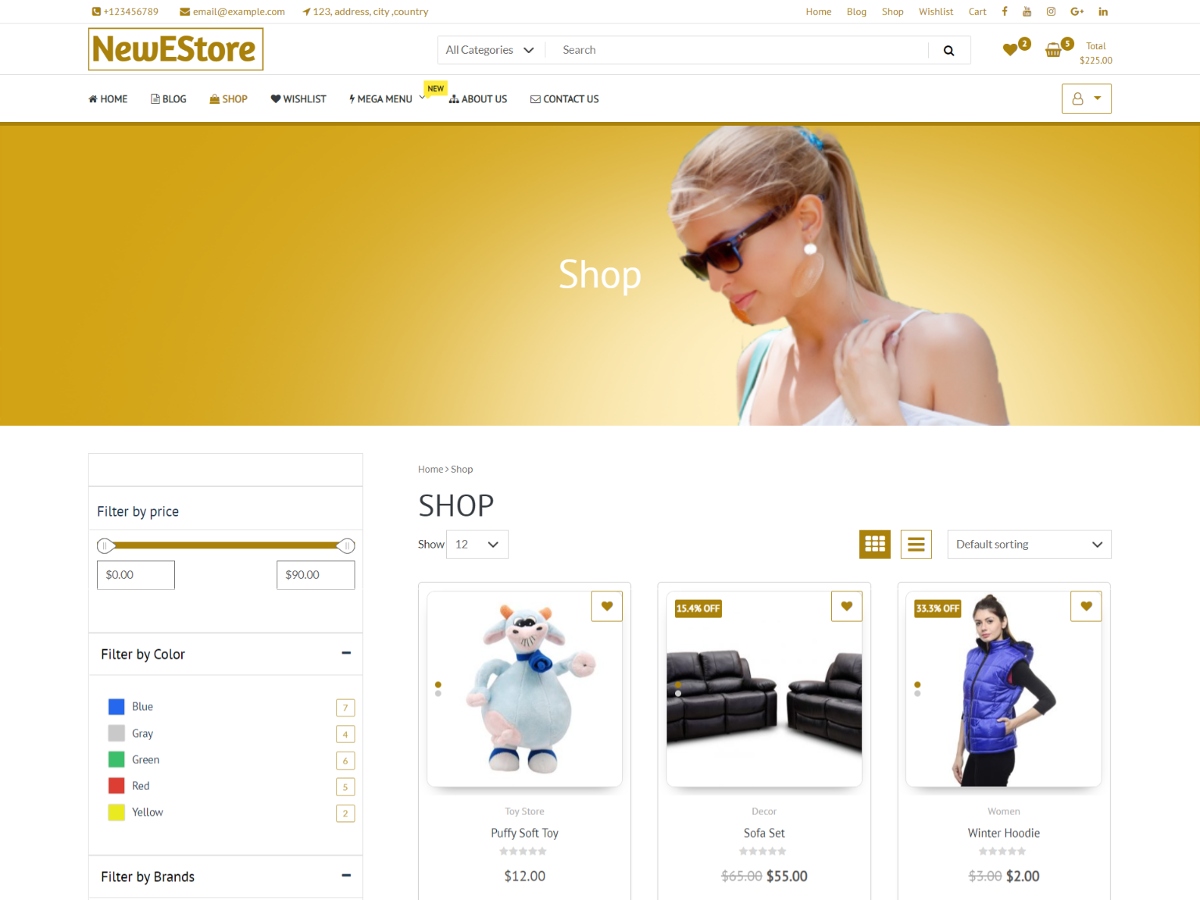 +123456789 email@example.com 123, address, city ,country Home Blog Shop Wishlist Cart
NewEStore All Categories Search 2 5 Total
$225.00
NEW
HOME BLOG SHOP WISHLIST MEGA MENU ABOUT US CONTACT US
Shop
Home › Shop
SHOP
Show 12 Default sorting
Filter by price
$0.00 $90.00
Filter by Color
Blue 7
Gray 4
Green 6
Red 5
Yellow 2
Filter by Brands
15.4% OFF 33.3% OFF
Toy Store Decor Women
Puffy Soft Toy Sofa Set Winter Hoodie
$12.00 $65.00 $55.00 $3.00 $2.00